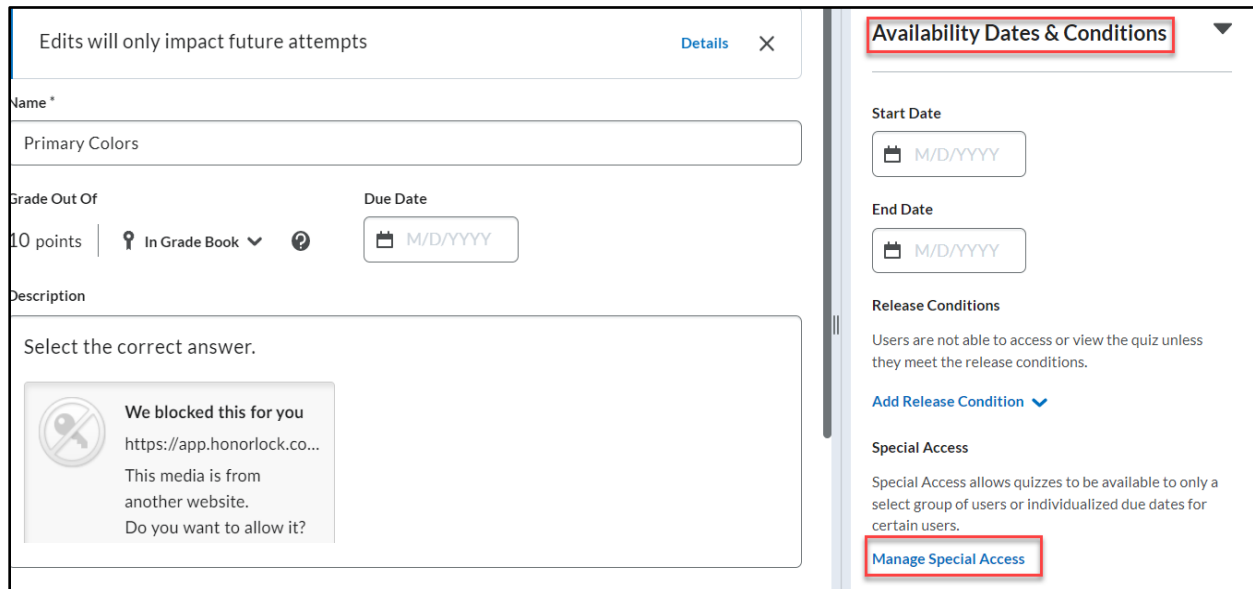 Edits will only impact future attempts
Details
Name *
Primary Colors
Grade Out Of
Due Date
10 points
In Grade Book
M/D/YYYY
Description
Select the correct answer.
We blocked this for you
https://app.honorlock.co...
This media is from
another website.
Do you want to allow it?
Availability Dates & Conditions
Start Date
M/D/YYYY
End Date
M/D/YYYY
Release Conditions
Users are not able to access or view the quiz unless
they meet the release conditions.
Add Release Condition
Special Access
Special Access allows quizzes to be available to only a
select group of users or individualized due dates for
certain users.
Manage Special Access